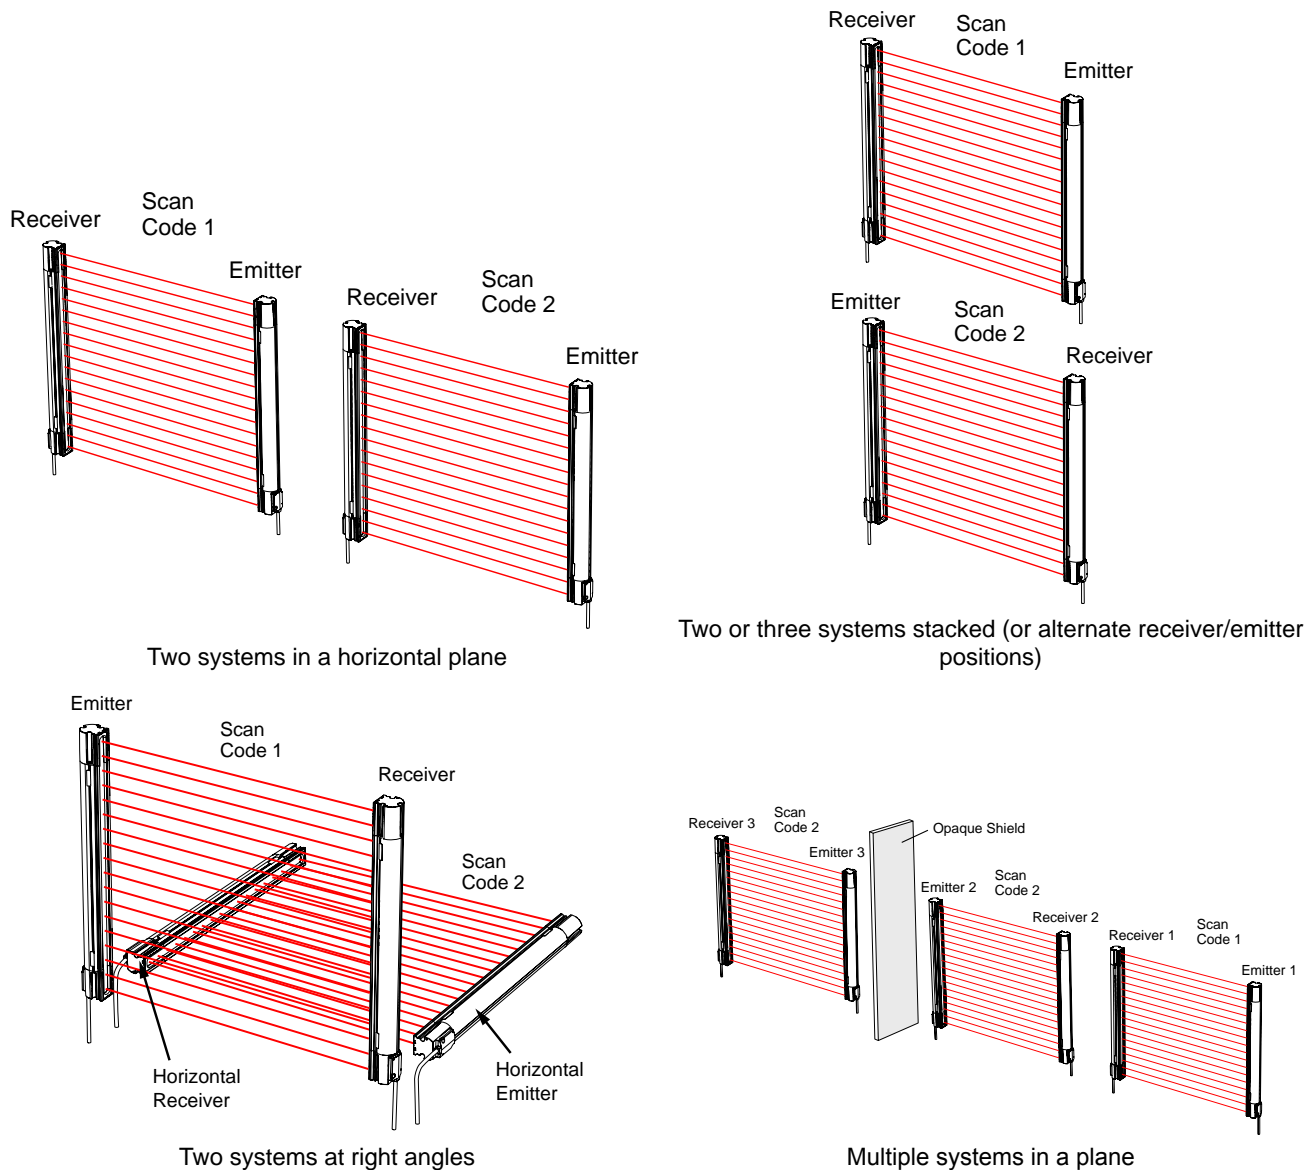 Receiver
Scan
Code 1
Emitter
Receiver
Scan
Code 2
Emitter
Two systems in a horizontal plane
Receiver
Scan
Code 1
Emitter
Emitter
Scan
Code 2
Receiver
Two or three systems stacked (or alternate receiver/emitter
positions)
Emitter
Scan
Code 1
Receiver
Scan
Code 2
Horizontal
Receiver
Horizontal
Emitter
Two systems at right angles
Receiver 3
Scan
Code 2
Emitter 3
Opaque Shield
Emitter 2
Scan
Code 2
Receiver 2
Receiver 1
Scan
Code 1
Emitter 1
Multiple systems in a plane